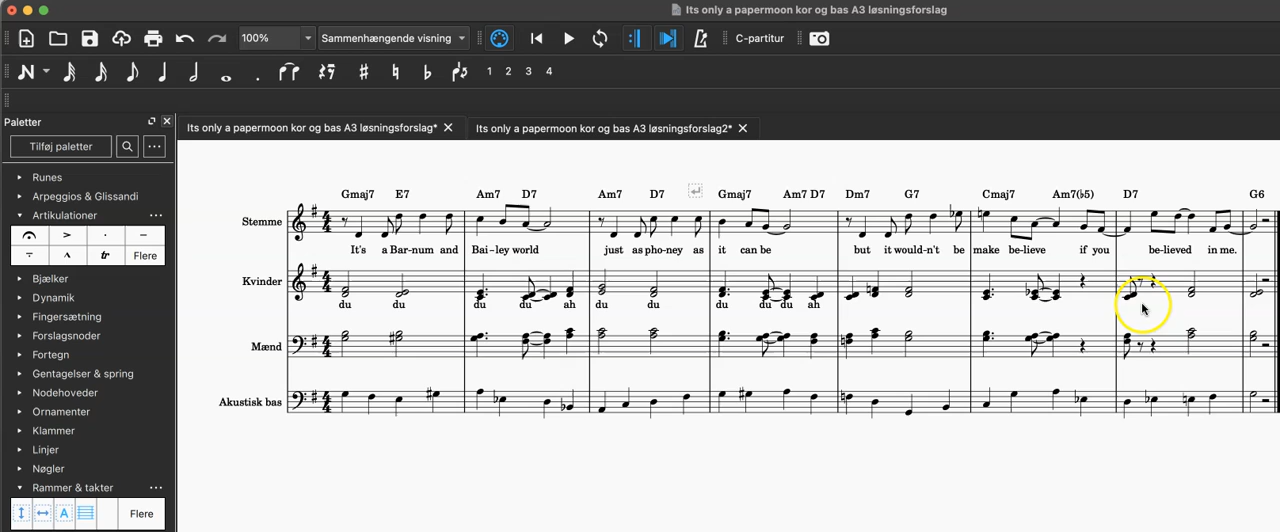 Its only a papermoon kor og bas A3 løsningsforslag
100%
Sammenhængende visning
C-partitur
1 2 3 4
Paletter
Tilføj paletter
Its only a papermoon kor og bas A3 løsningsforslag*
Its only a papermoon kor og bas A3 løsningsforslag2*
Runes
Arpeggios & Glissandi
Artikulationer
tr Flere
Bjælker
Dynamik
Fingersætning
Forslagsnoder
Fortegn
Gentagelser & spring
Nodehoveder
Ornamenter
Klammer
Linjer
Nøgler
Rammer & takter
A Flere
Gmaj7 E7 Am7 D7 Am7 D7 Gmaj7 Am7 D7 Dm7 G7 Cmaj7 Am7(♭5) D7 G6
Stemme
It's a Bar-num and Bai-ley world just as pho-ney as it can be but it would-n't be make be-lieve if you be-lieved in me.
Kvinder
du du du du ah du du du du ah
Mænd
Akustisk bas